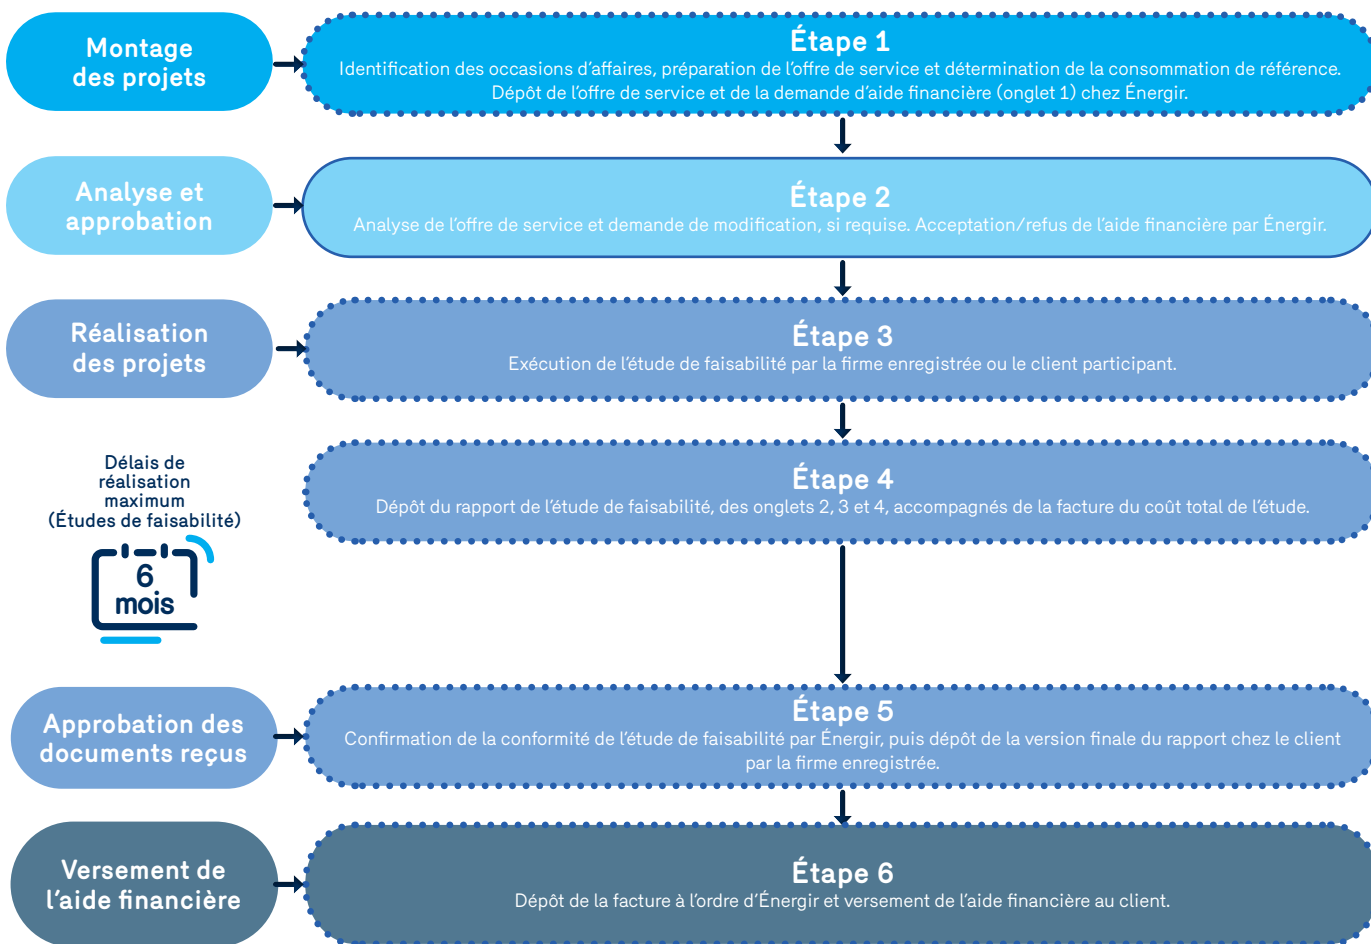 Montage
des projets
Étape 1
Identification des occasions d’affaires, préparation de l’offre de service et détermination de la consommation de référence.
Dépôt de l’offre de service et de la demande d’aide financière (onglet 1) chez Énergir.
Analyse et
approbation
Étape 2
Analyse de l’offre de service et demande de modification, si requise. Acceptation/refus de l’aide financière par Énergir.
Réalisation
des projets
Étape 3
Exécution de l’étude de faisabilité par la firme enregistrée ou le client participant.
Étape 4
Dépôt du rapport de l’étude de faisabilité, des onglets 2, 3 et 4, accompagnés de la facture du coût total de l’étude.
Délais de
réalisation
maximum
(Études de faisabilité)
6
mois
Approbation des
documents reçus
Étape 5
Confirmation de la conformité de l’étude de faisabilité par Énergir, puis dépôt de la version finale du rapport chez le client
par la firme enregistrée.
Versement de
l’aide financière
Étape 6
Dépôt de la facture à l’ordre d’Énergir et versement de l’aide financière au client.